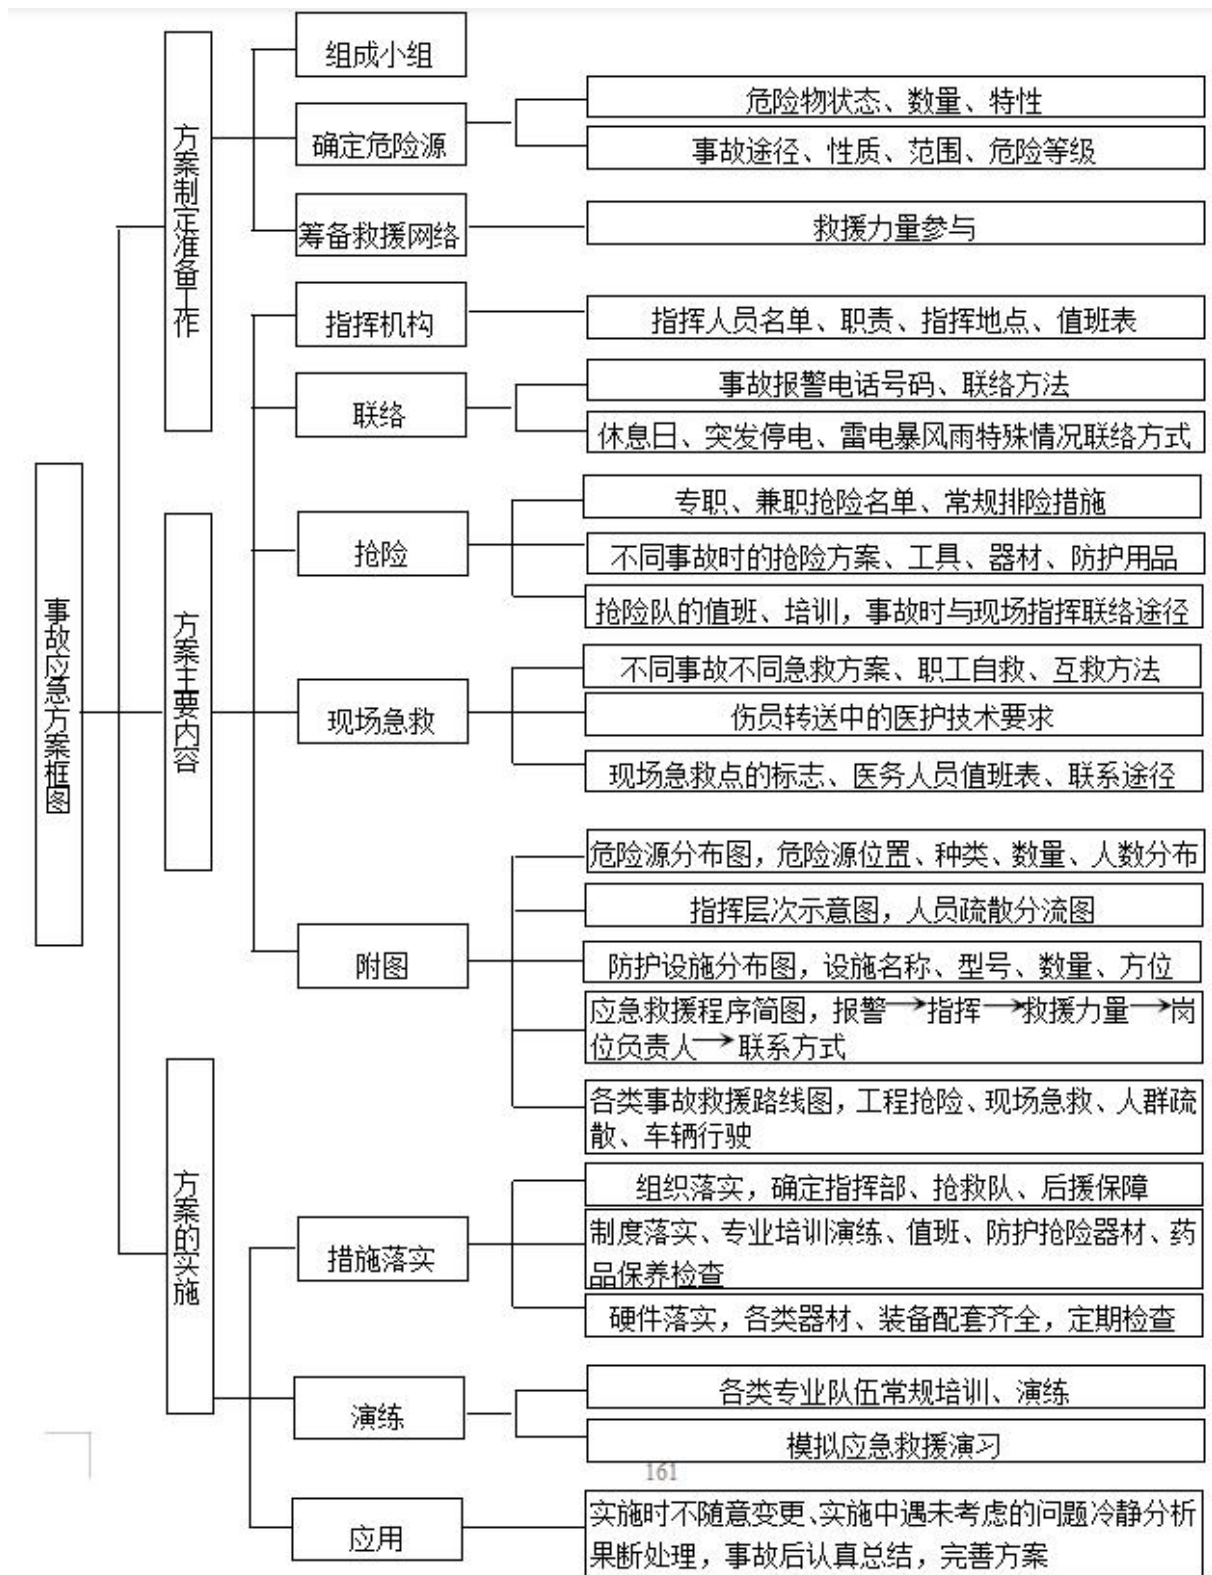 事故应急方案框图
方案制定准备工作
组成小组
确定危险源
危险物状态、数量、特性
事故途径、性质、范围、危险等级
筹备救援网络
救援力量参与
方案主要内容
指挥机构
指挥人员名单、职责、指挥地点、值班表
联络
事故报警电话号码、联络方法
休息日、突发停电、雷电暴风雨特殊情况联络方式
抢险
专职、兼职抢险名单、常规排险措施
不同事故时的抢险方案、工具、器材、防护用品
抢险队的值班、培训，事故时与现场指挥联络途径
现场急救
不同事故不同急救方案、职工自救、互救方法
伤员转送中的医护技术要求
现场急救点的标志、医务人员值班表、联系途径
附图
危险源分布图，危险源位置、种类、数量、人数分布
指挥层次示意图，人员疏散分流图
防护设施分布图，设施名称、型号、数量、方位
应急救援程序简图，报警→指挥→救援力量→岗
位负责人→联系方式
各类事故救援路线图，工程抢险、现场急救、人群疏
散、车辆行驶
方案的实施
措施落实
组织落实，确定指挥部、抢救队、后援保障
制度落实、专业培训演练、值班、防护抢险器材、药
品保养检查
硬件落实，各类器材、装备配套齐全，定期检查
演练
各类专业队伍常规培训、演练
模拟应急救援演习
161
应用
实施时不随意变更、实施中遇未考虑的问题冷静分析
果断处理，事故后认真总结，完善方案